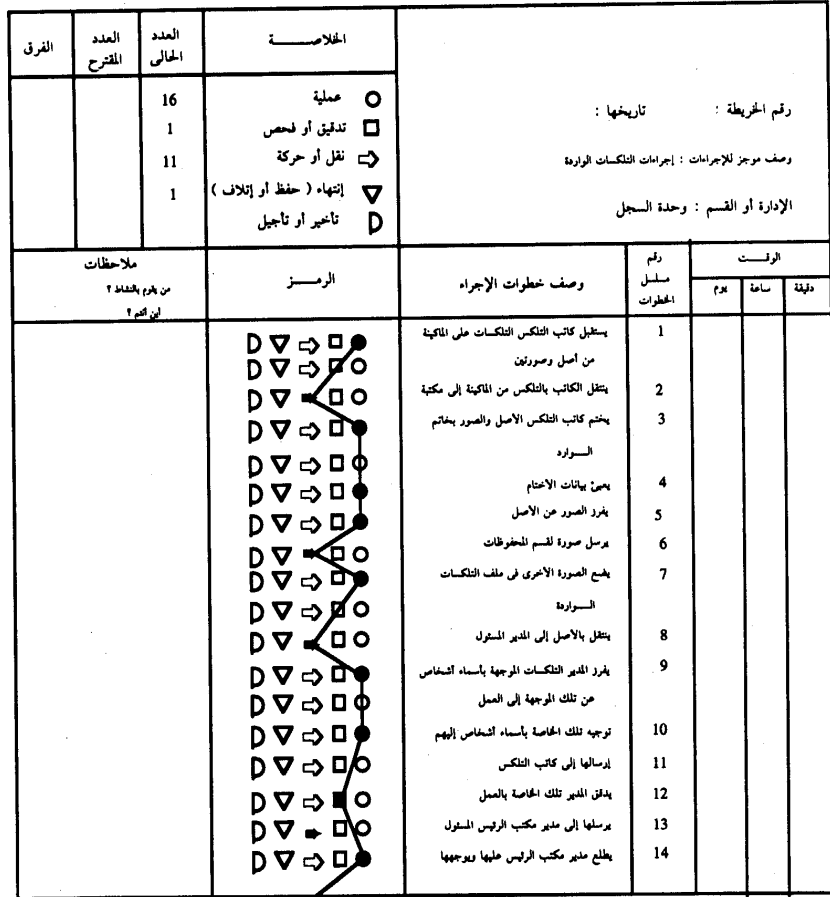 رقم الخريطة : تاريخها :
وصف موجز للإجراءات : إجراءات التلكسات الواردة
الإدارة أو القسم : وحدة السجل
الخلاصـــــة
العدد الحالى
العدد المقترح
الفرق
عملية 16
تدقيق أو فحص 1
نقل أو حركة 11
إنتهاء ( حفظ أو إتلاف ) 1
تأخير أو تأجيل
الوقـــت
دقيقة
ساعة
يوم
رقم
مسلسل
الخطوات
وصف خطوات الإجراء
الرمـــز
ملاحظات
من يقوم بالنشاط ؟
أين أتتم ؟
1 يستقبل كاتب التلكس التلكسات على الماكينة
من أصل وصورتين
2 ينتقل الكاتب بالتلكس من الماكينة إلى مكتبة
3 يختم كاتب التلكس الأصل والصور بخاتم
الـــوارد
4 يعبئ بيانات الاختام
5 يفرز الصور عن الأصل
6 يرسل صورة لقسم المحفوظات
7 يضع الصورة الأخرى فى ملف التلكسات
الـــواردة
8 ينتقل بالأصل إلى المدير المسئول
9 يفرز المدير التلكسات الموجهة بأسماء أشخاص
عن تلك الموجهة إلى العمل
10 توجيه تلك الخاصة بأسماء أشخاص إليهم
11 إرسالها إلى كاتب التلكس
12 يدقق المدير تلك الخاصة بالعمل
13 يرسلها إلى مدير مكتب الرئيس المسئول
14 يطلع مدير مكتب الرئيس عليها ويوجهها